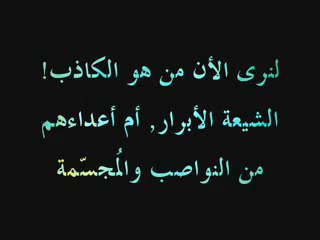 لنرى الأن من هو الكاذب!
الشيعة الأبرار, أم أعداءهم
من النواصب والمُجسّمة